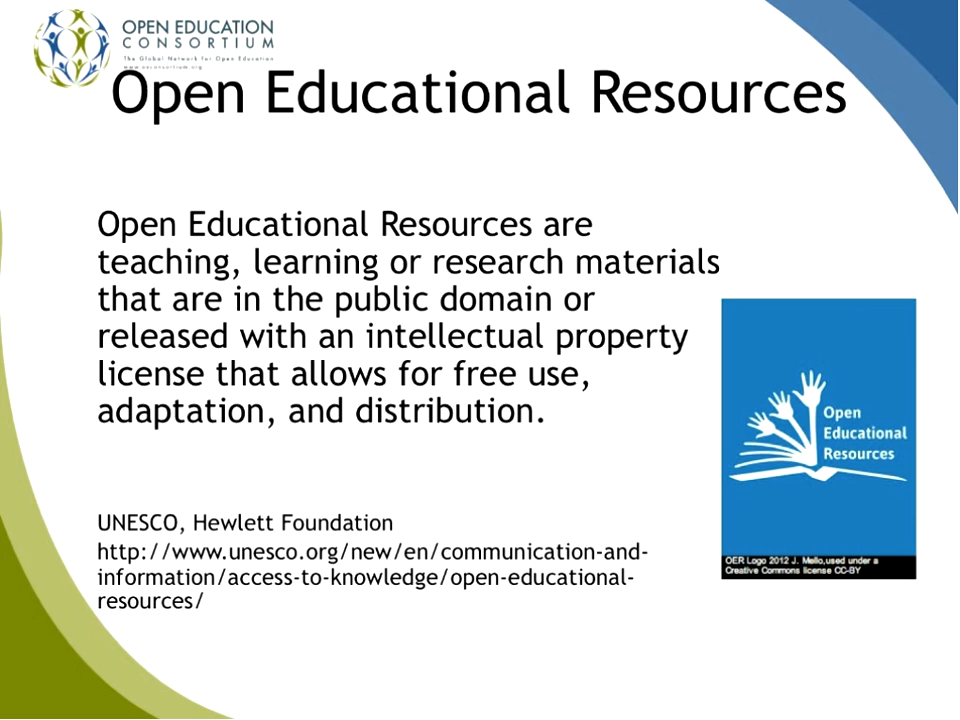 OPEN EDUCATION
CONSORTIUM
The Global Network for Open Education
www.oeconsortium.org
Open Educational Resources
Open Educational Resources are
teaching, learning or research materials
that are in the public domain or
released with an intellectual property
license that allows for free use,
adaptation, and distribution.
Open
Educational
Resources
OER Logo 2012 J. Mello,used under a
Creative Commons license CC-BY
UNESCO, Hewlett Foundation
http://www.unesco.org/new/en/communication-and-
information/access-to-knowledge/open-educational-
resources/